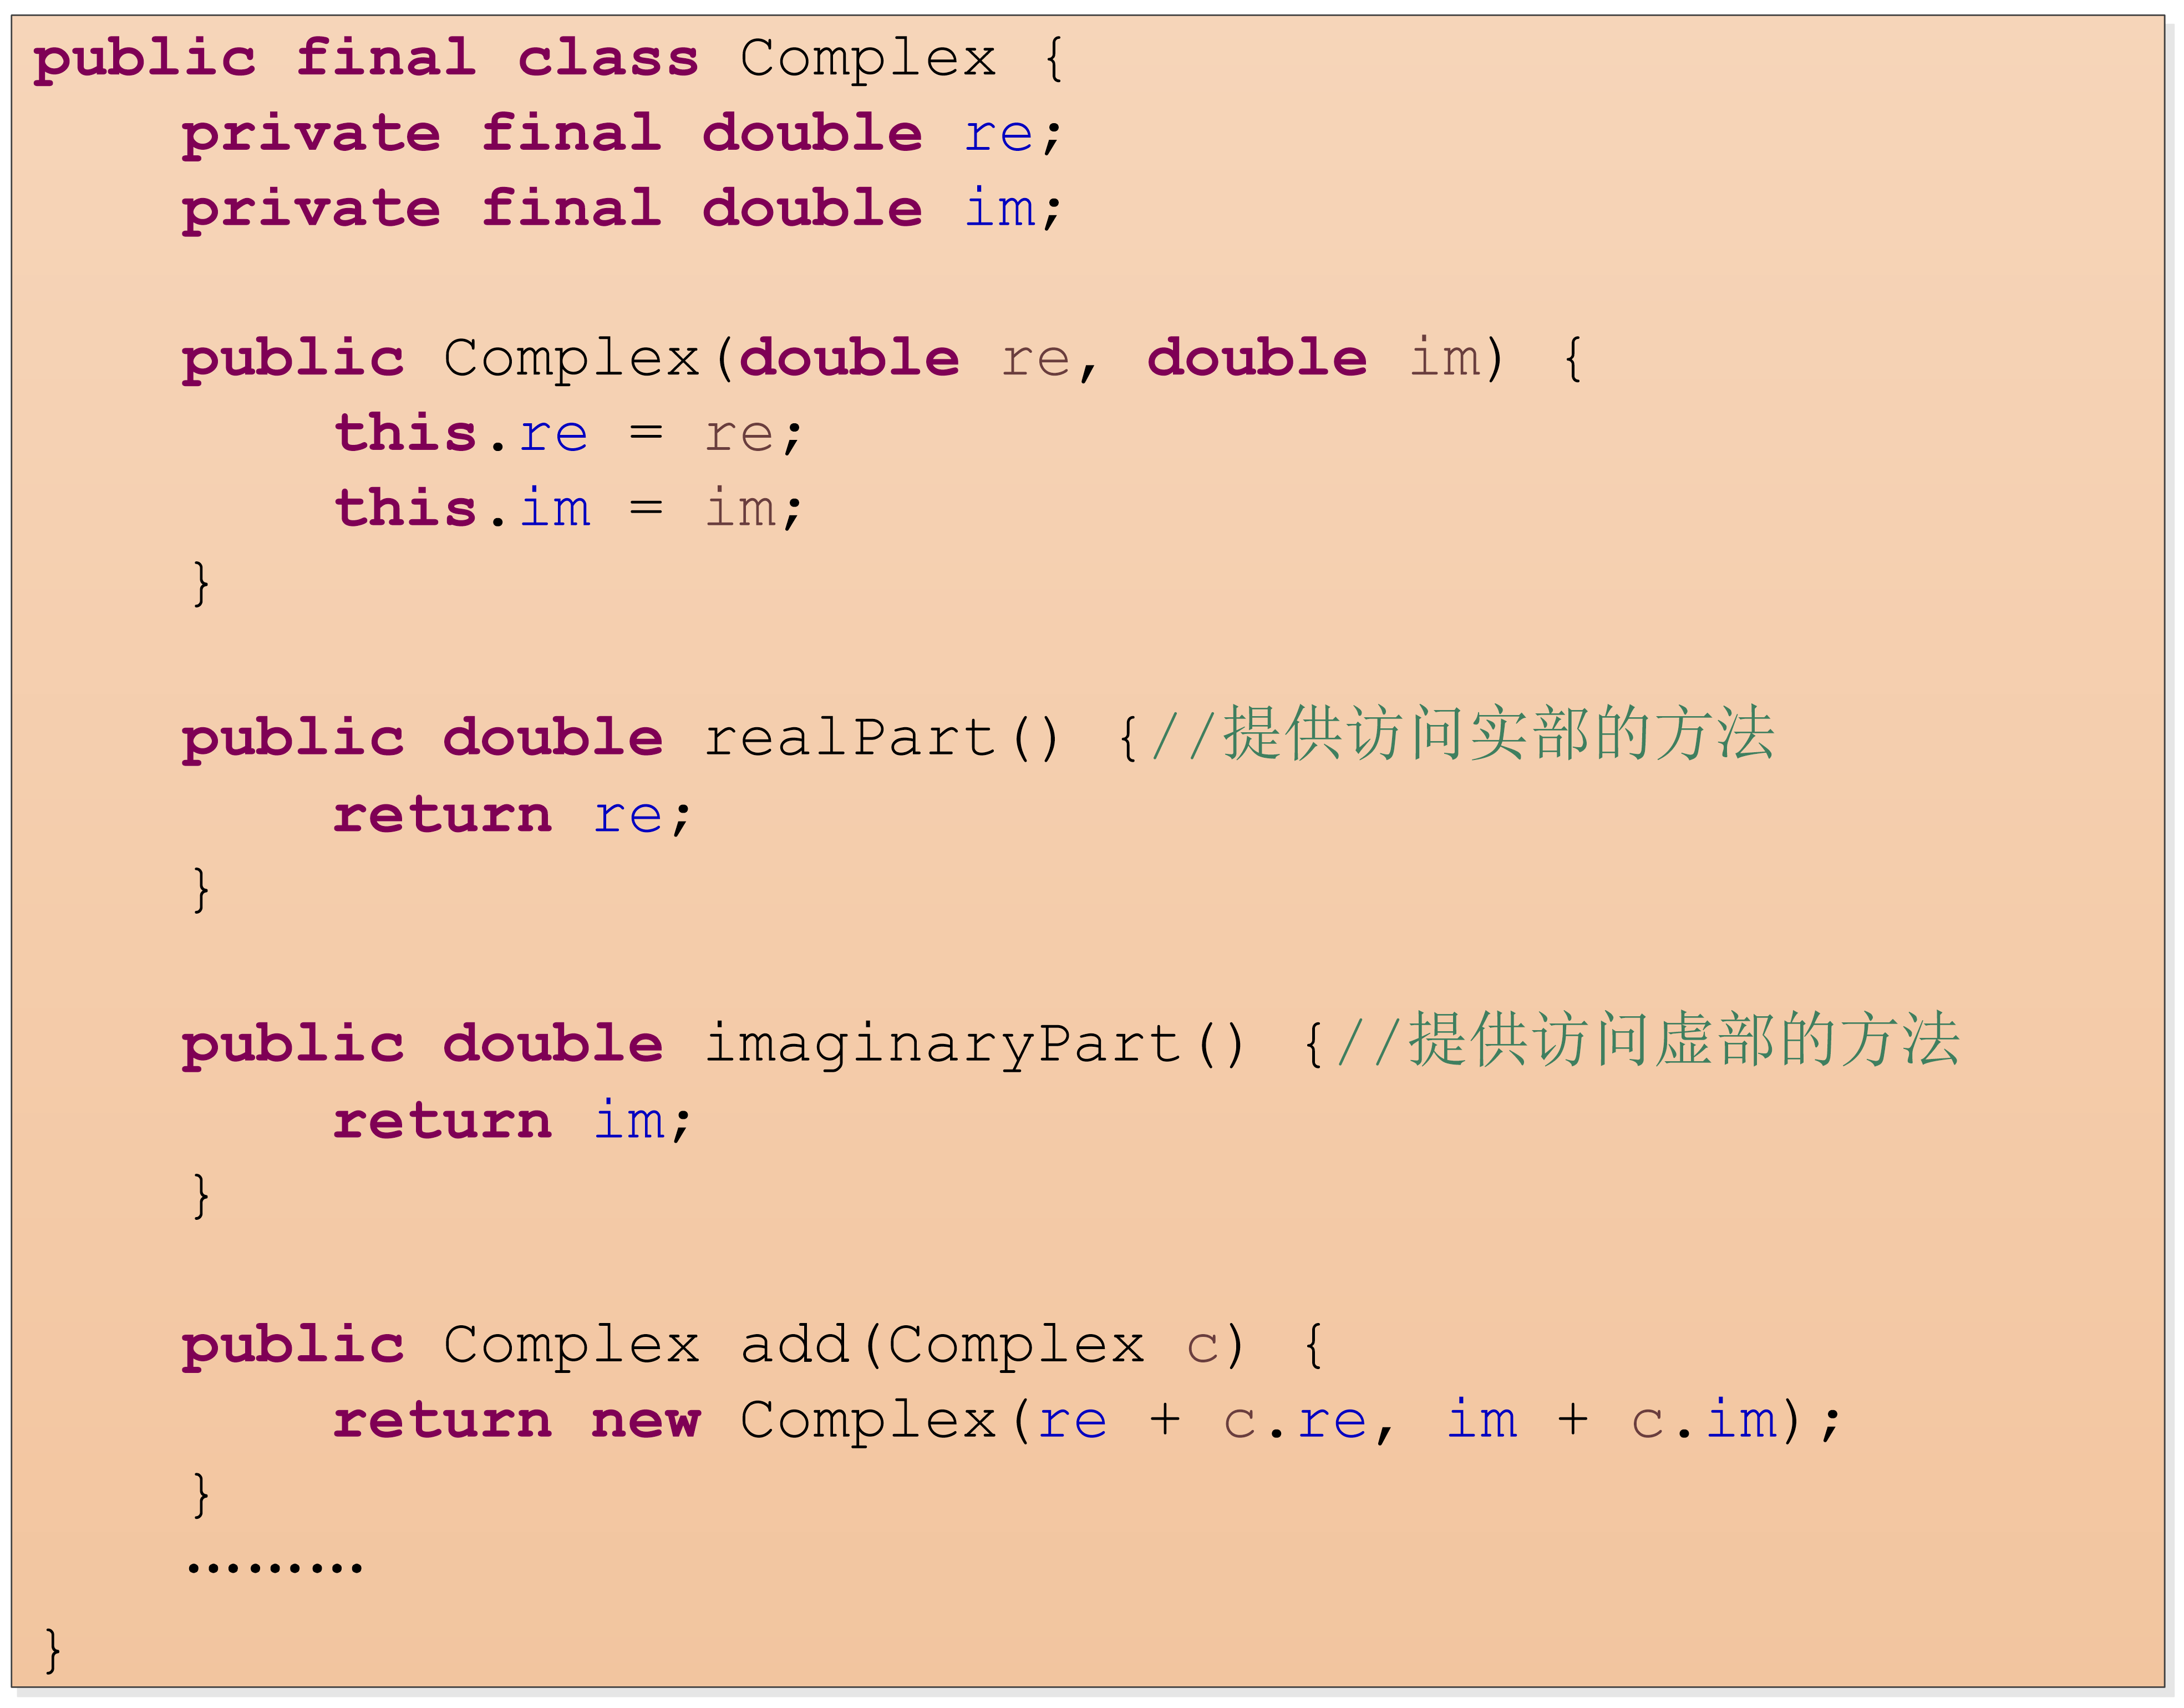 public final class Complex {
    private final double re;
    private final double im;

    public Complex(double re, double im) {
        this.re = re;
        this.im = im;
    }

    public double realPart() {//提供访问实部的方法
        return re;
    }

    public double imaginaryPart() {//提供访问虚部的方法
        return im;
    }

    public Complex add(Complex c) {
        return new Complex(re + c.re, im + c.im);
    }
    ………
}